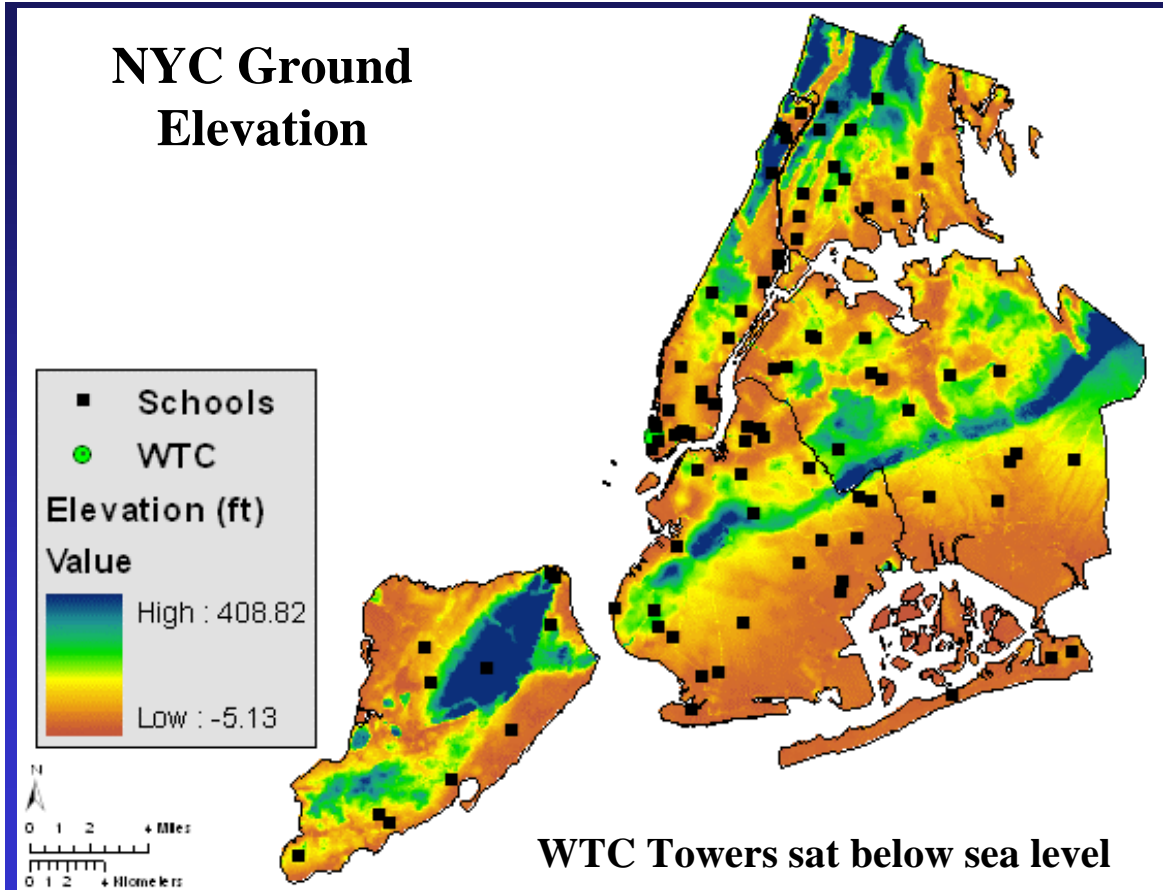 NYC Ground
Elevation
Schools
WTC
Elevation (ft)
Value
High : 408.82
Low : -5.13
N
0 1 2 4 Miles
0 1 2 4 Kilometers
WTC Towers sat below sea level